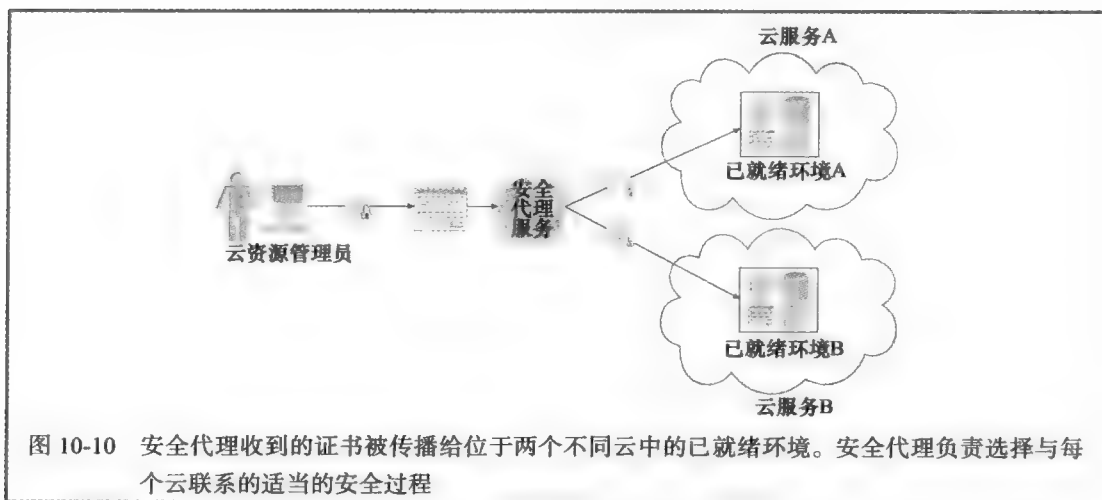 云服务A
已就绪环境A
安全
代理
服务
云资源管理员
已就绪环境B
云服务B
图 10-10 安全代理收到的证书被传播给位于两个不同云中的已就绪环境。安全代理负责选择与每
个云联系的适当的安全过程